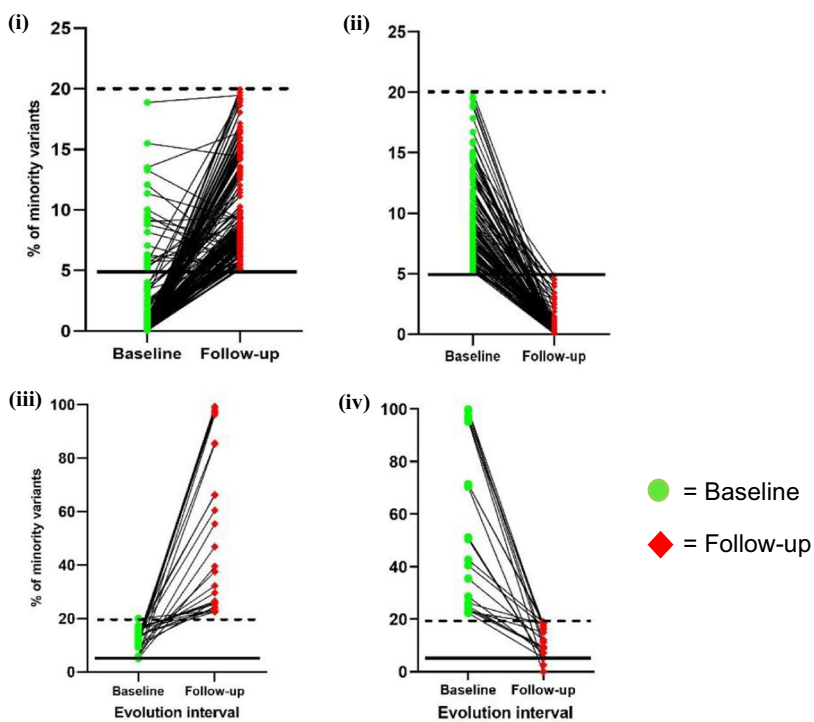 (i)
25
20
15
10
5
0
% of minority variants
Baseline Follow-up
(ii)
25
20
15
10
5
0
Baseline Follow-up
(iii)
100
80
60
40
20
0
% of minority variants
Baseline Follow-up
Evolution interval
(iv)
100
80
60
40
20
0
Baseline Follow-up
Evolution interval
= Baseline
= Follow-up